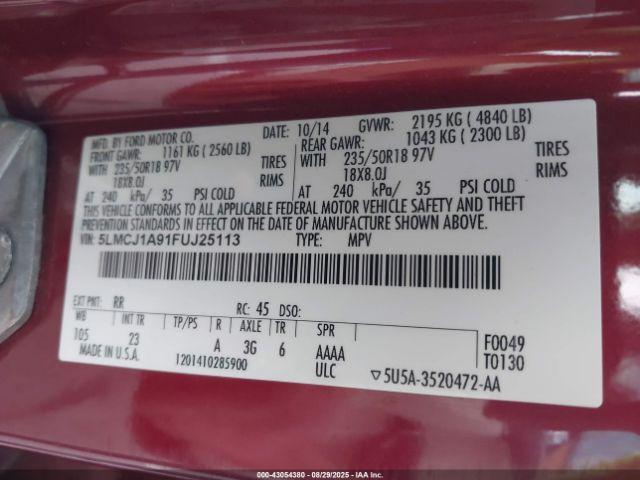 MFD. BY FORD MOTOR CO.
DATE: 10/14 GVWR: 2195 KG ( 4840 LB)
FRONT GAWR: 1161 KG ( 2560 LB)
REAR GAWR: 1043 KG ( 2300 LB)
WITH 235/50R18 97V TIRES
WITH 235/50R18 97V TIRES
18X8.0J RIMS
18X8.0J RIMS
AT 240 kPa/ 35 PSI COLD
AT 240 kPa/ 35 PSI COLD
THIS VEHICLE CONFORMS TO ALL APPLICABLE FEDERAL MOTOR VEHICLE SAFETY AND THEFT
PREVENTION STANDARDS IN EFFECT ON THE DATE OF MANUFACTURE SHOWN ABOVE.
VIN: 5LMCJ1A91FUJ25113 TYPE: MPV
EXT PNT: RR RC: 45 DSO:
WB INT TR TP/PS R AXLE TR SPR
105 23 A 3G 6 AAAA F0049
MADE IN U.S.A. 1201410285900 ULC T0130
▽5U5A-3520472-AA
000-43054380 - 08/29/2025 - IAAI.COM